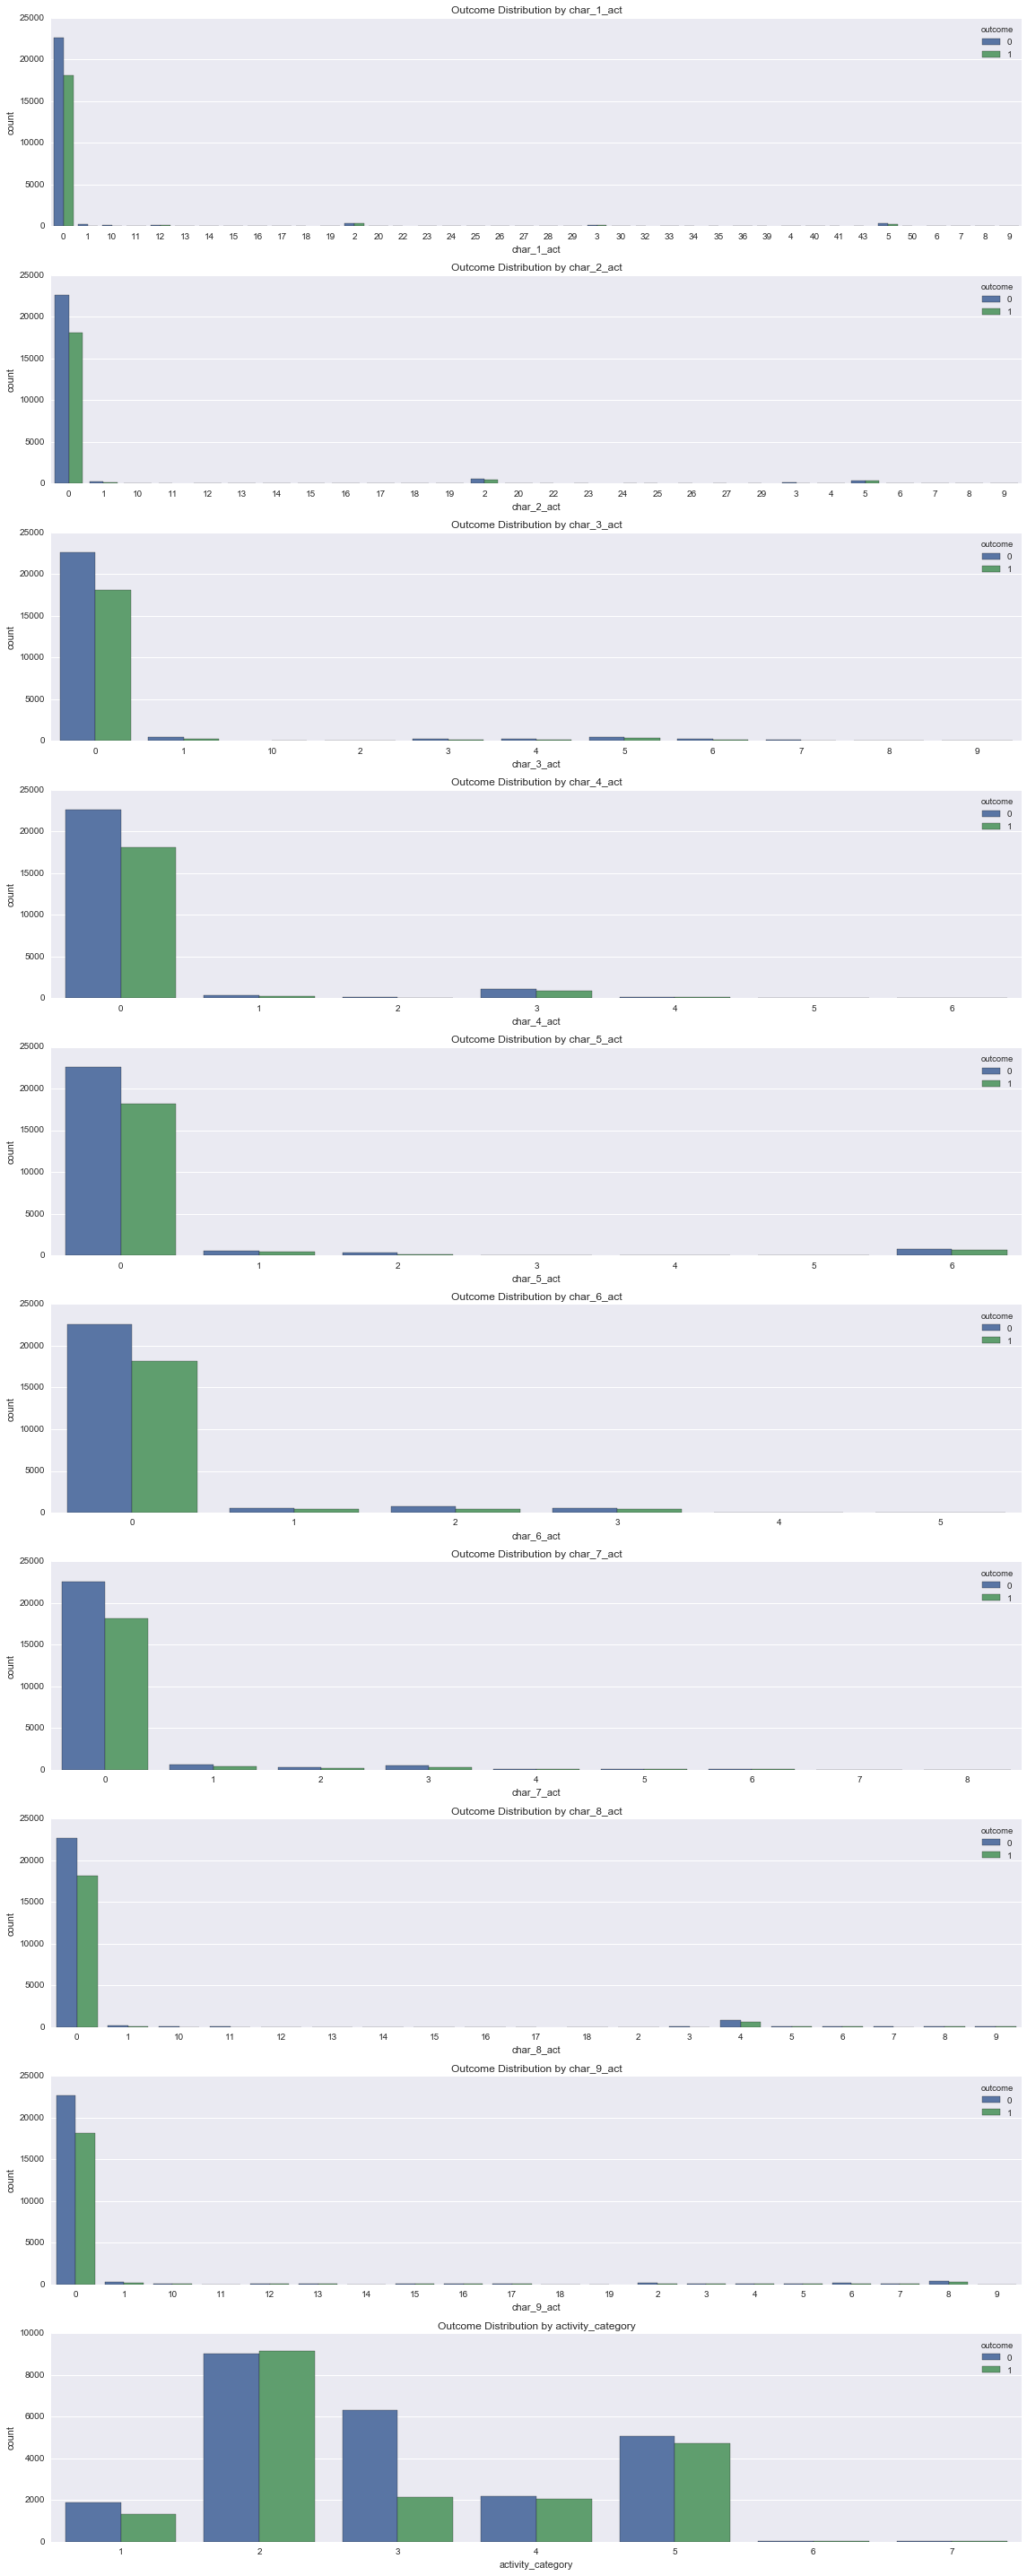 Outcome Distribution by char_1_act
25000
20000
15000
10000
5000
0
count
outcome
0
1
0 1 10 11 12 13 14 15 16 17 18 19 2 20 22 23 24 25 26 27 28 29 3 30 32 33 34 35 36 39 4 40 41 43 5 50 6 7 8 9
char_1_act
Outcome Distribution by char_2_act
25000
20000
15000
10000
5000
0
count
outcome
0
1
0 1 10 11 12 13 14 15 16 17 18 19 2 20 22 23 24 25 26 27 29 3 4 5 6 7 8 9
char_2_act
Outcome Distribution by char_3_act
25000
20000
15000
10000
5000
0
count
outcome
0
1
0 1 10 2 3 4 5 6 7 8 9
char_3_act
Outcome Distribution by char_4_act
25000
20000
15000
10000
5000
0
count
outcome
0
1
0 1 2 3 4 5 6
char_4_act
Outcome Distribution by char_5_act
25000
20000
15000
10000
5000
0
count
outcome
0
1
0 1 2 3 4 5 6
char_5_act
Outcome Distribution by char_6_act
25000
20000
15000
10000
5000
0
count
outcome
0
1
0 1 2 3 4 5
char_6_act
Outcome Distribution by char_7_act
25000
20000
15000
10000
5000
0
count
outcome
0
1
0 1 2 3 4 5 6 7 8
char_7_act
Outcome Distribution by char_8_act
25000
20000
15000
10000
5000
0
count
outcome
0
1
0 1 10 11 12 13 14 15 16 17 18 2 3 4 5 6 7 8 9
char_8_act
Outcome Distribution by char_9_act
25000
20000
15000
10000
5000
0
count
outcome
0
1
0 1 10 11 12 13 14 15 16 17 18 19 2 3 4 5 6 7 8 9
char_9_act
Outcome Distribution by activity_category
10000
8000
6000
4000
2000
0
count
outcome
0
1
1 2 3 4 5 6 7
activity_category